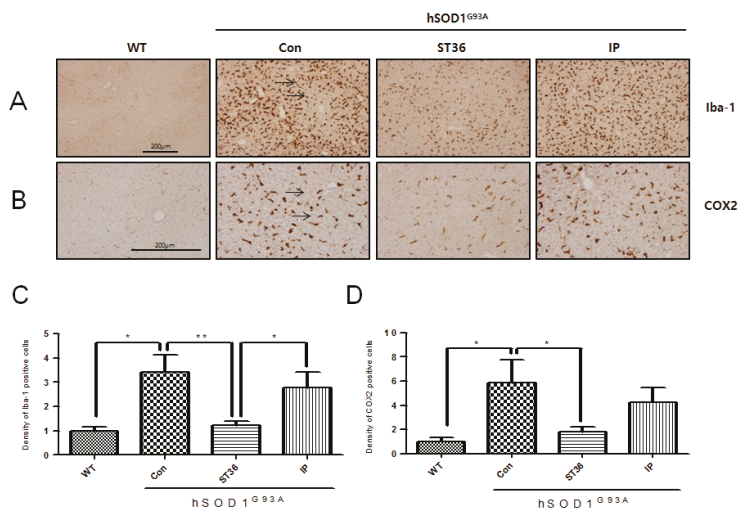 hSOD1G93A
WT Con ST36 IP
A Iba-1
200µm
B COX2
200µm
C D
Density of Iba-1 positive cells
5
4
3
2
1
0
* ** *
WT Con ST36 IP
hSOD1G93A
Density of COX2 positive cells
10
8
6
4
2
0
* *
WT Con ST36 IP
hSOD1G93A